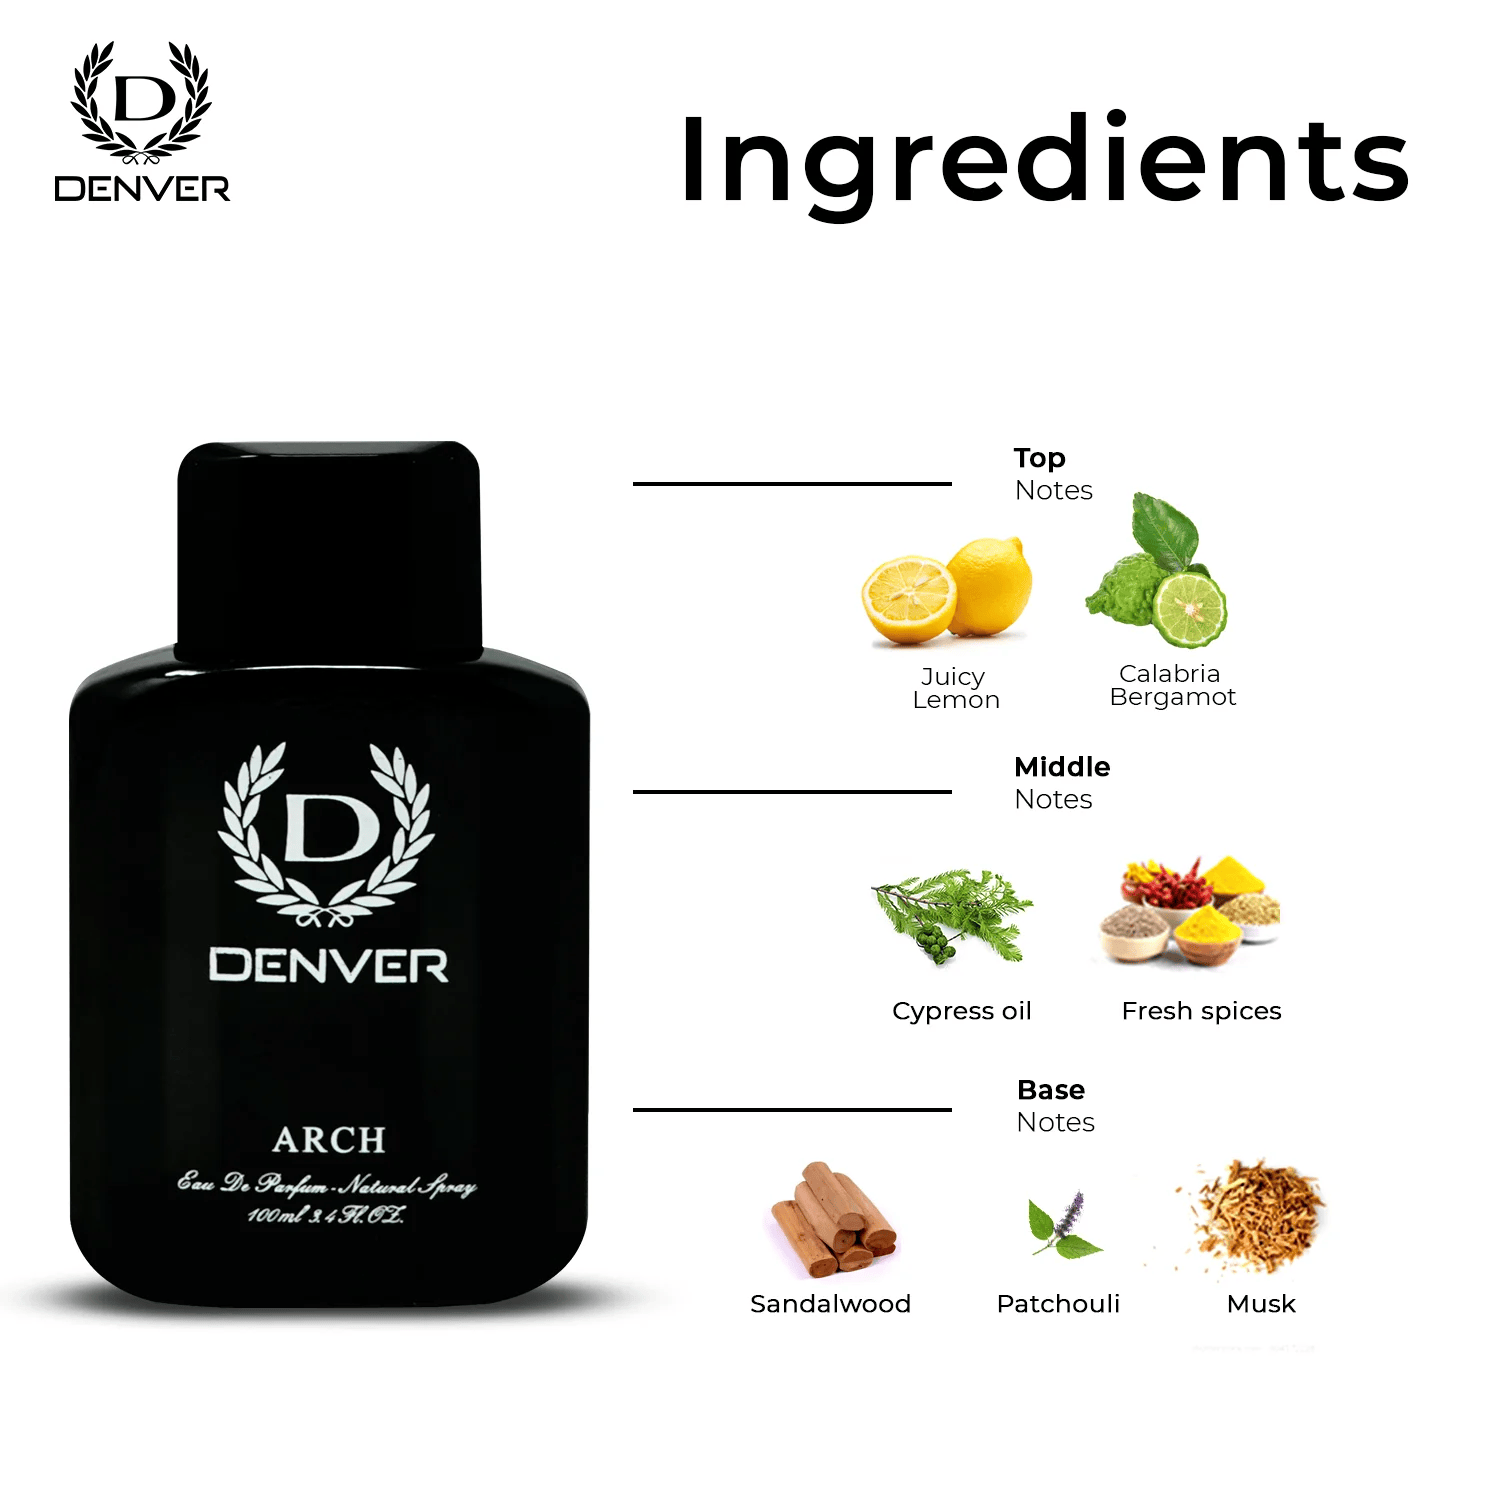 D
DENVER
Ingredients
D
DENVER
ARCH
Eau De Parfum-Natural Spray
100ml 3.4 Fl.OZ.
Top
Notes
Juicy
Lemon
Calabria
Bergamot
Middle
Notes
Cypress oil
Fresh spices
Base
Notes
Sandalwood
Patchouli
Musk